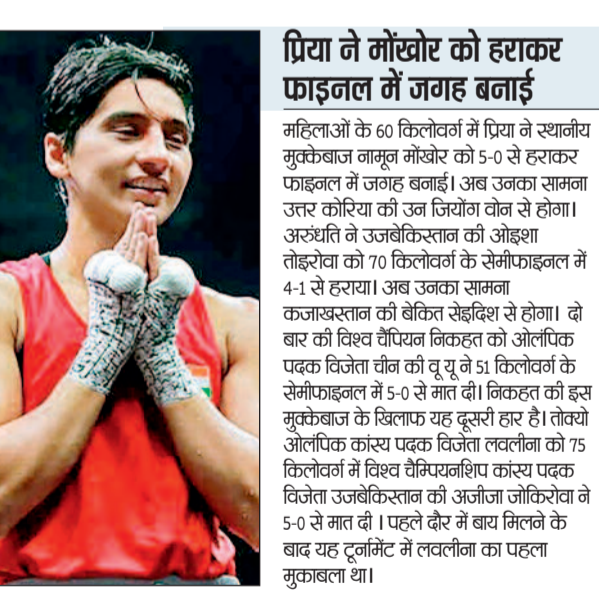 प्रिया ने मोंखोर को हराकर
फाइनल में जगह बनाई
महिलाओं के 60 किलोवर्ग में प्रिया ने स्थानीय
मुक्केबाज नामून मोंखोर को 5-0 से हराकर
फाइनल में जगह बनाई। अब उनका सामना
उत्तर कोरिया की उन जियोंग वोन से होगा।
अरुंधति ने उजबेकिस्तान की ओइशा
तोइरोवा को 70 किलोवर्ग के सेमीफाइनल में
4-1 से हराया। अब उनका सामना
कजाखस्तान की बेकित सेइदिश से होगा। दो
बार की विश्व चैंपियन निकहत को ओलंपिक
पदक विजेता चीन की वू यू ने 51 किलोवर्ग के
सेमीफाइनल में 5-0 से मात दी। निकहत की इस
मुक्केबाज के खिलाफ यह दूसरी हार है। तोक्यो
ओलंपिक कांस्य पदक विजेता लवलीना को 75
किलोवर्ग में विश्व चैम्पियनशिप कांस्य पदक
विजेता उजबेकिस्तान की अजीजा जोकिरोवा ने
5-0 से मात दी । पहले दौर में बाय मिलने के
बाद यह टूर्नामेंट में लवलीना का पहला
मुकाबला था।